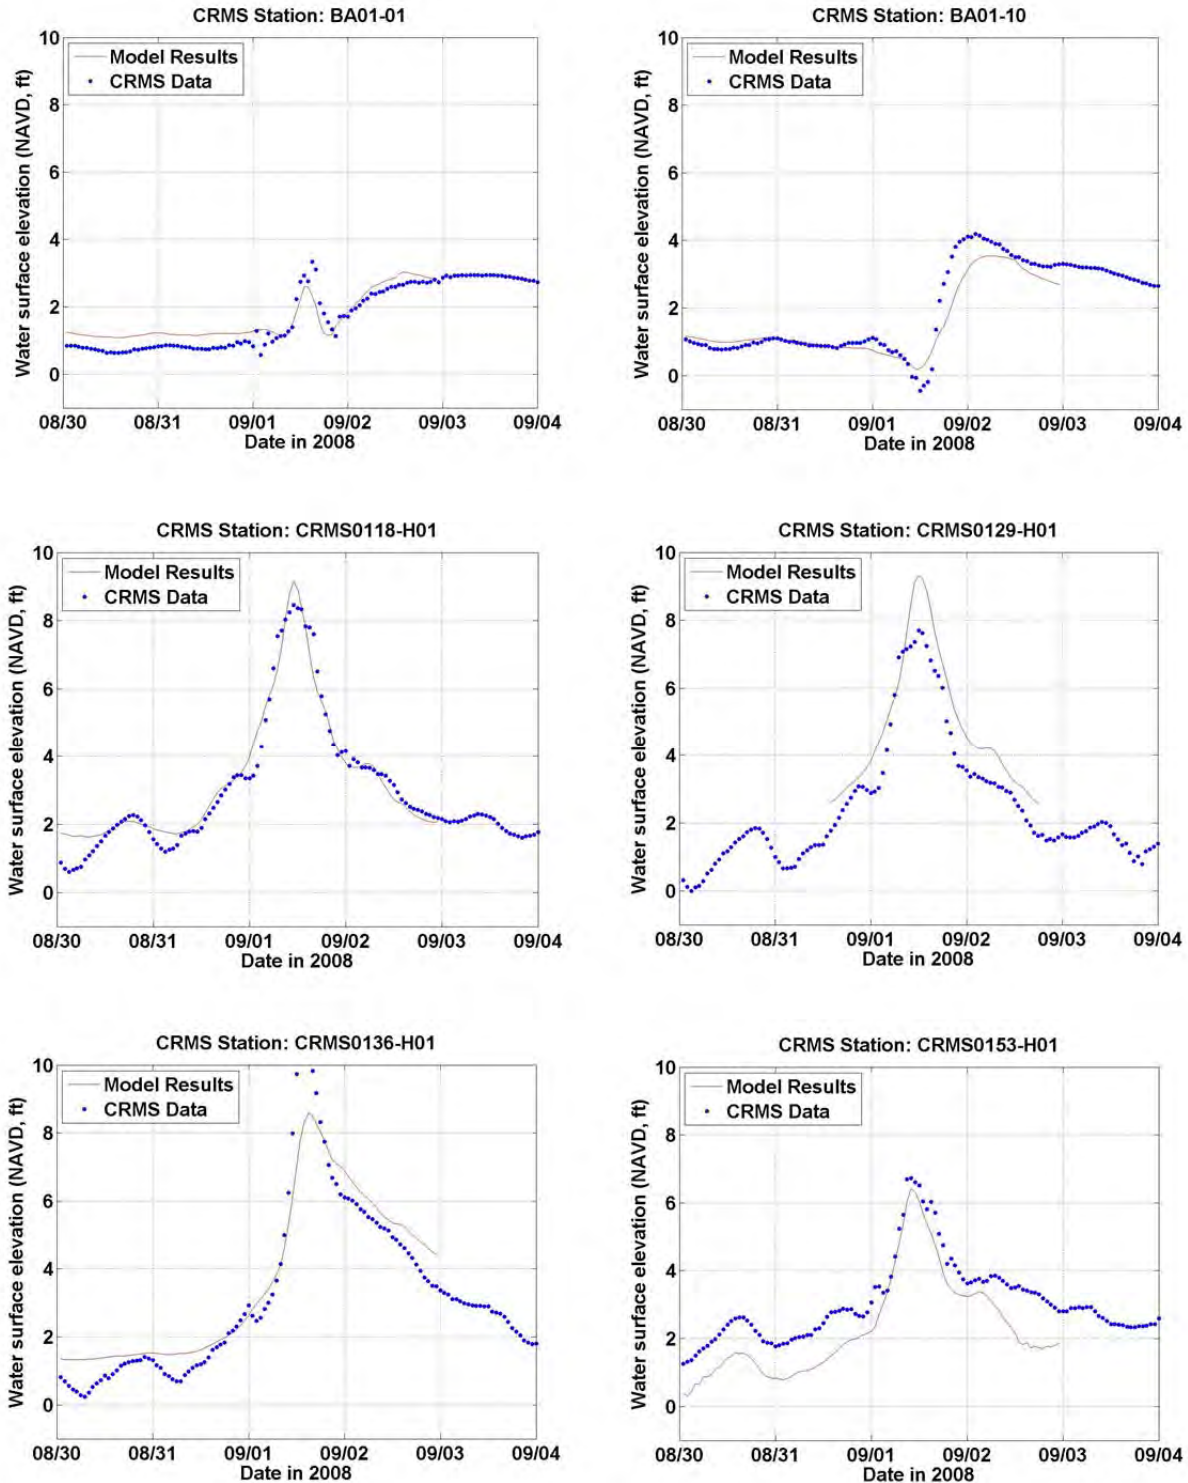 CRMS Station: BA01-01
Water surface elevation (NAVD, ft)
10
8
6
4
2
0
Model Results
CRMS Data
08/30 08/31 09/01 09/02 09/03 09/04
Date in 2008
CRMS Station: BA01-10
Water surface elevation (NAVD, ft)
10
8
6
4
2
0
Model Results
CRMS Data
08/30 08/31 09/01 09/02 09/03 09/04
Date in 2008
CRMS Station: CRMS0118-H01
Water surface elevation (NAVD, ft)
10
8
6
4
2
0
Model Results
CRMS Data
08/30 08/31 09/01 09/02 09/03 09/04
Date in 2008
CRMS Station: CRMS0129-H01
Water surface elevation (NAVD, ft)
10
8
6
4
2
0
Model Results
CRMS Data
08/30 08/31 09/01 09/02 09/03 09/04
Date in 2008
CRMS Station: CRMS0136-H01
Water surface elevation (NAVD, ft)
10
8
6
4
2
0
Model Results
CRMS Data
08/30 08/31 09/01 09/02 09/03 09/04
Date in 2008
CRMS Station: CRMS0153-H01
Water surface elevation (NAVD, ft)
10
8
6
4
2
0
Model Results
CRMS Data
08/30 08/31 09/01 09/02 09/03 09/04
Date in 2008